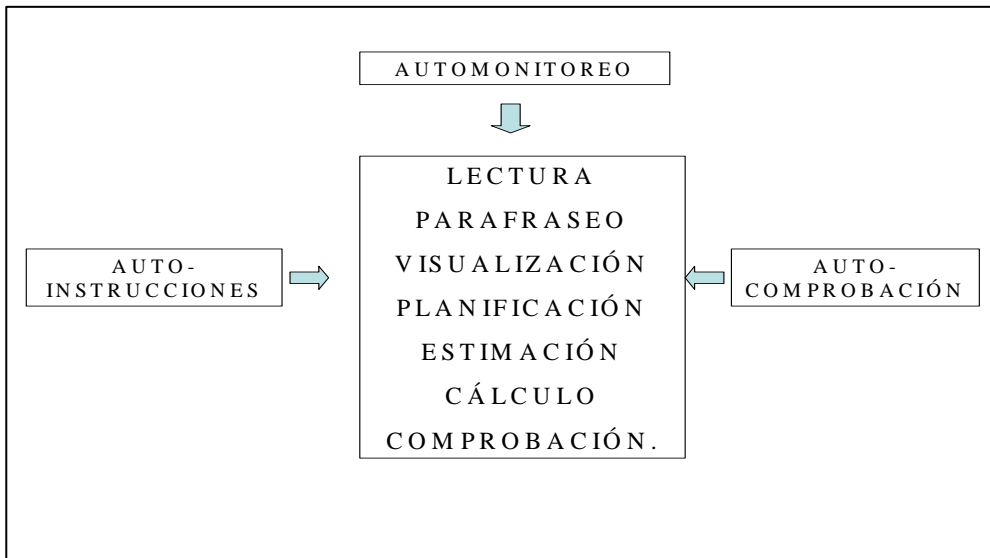 AUTOMONITOREO
LECTURA
PARAFRASEO
VISUALIZACIÓN
PLANIFICACIÓN
ESTIMACIÓN
CÁLCULO
COMPROBACIÓN.
AUTO-
INSTRUCCIONES
AUTO-
COMPROBACIÓN